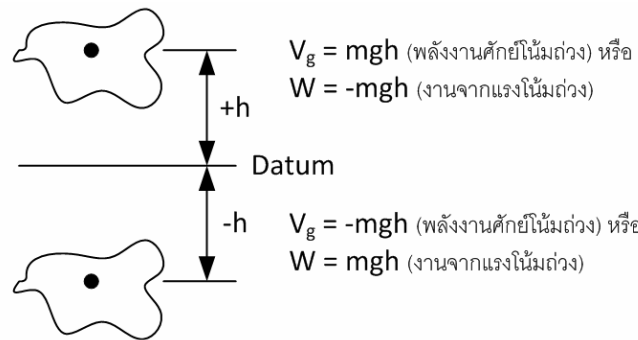 V_g = mgh (พลังงานศักย์โน้มถ่วง) หรือ
W = -mgh (งานจากแรงโน้มถ่วง)
+h
Datum
-h
V_g = -mgh (พลังงานศักย์โน้มถ่วง) หรือ
W = mgh (งานจากแรงโน้มถ่วง)